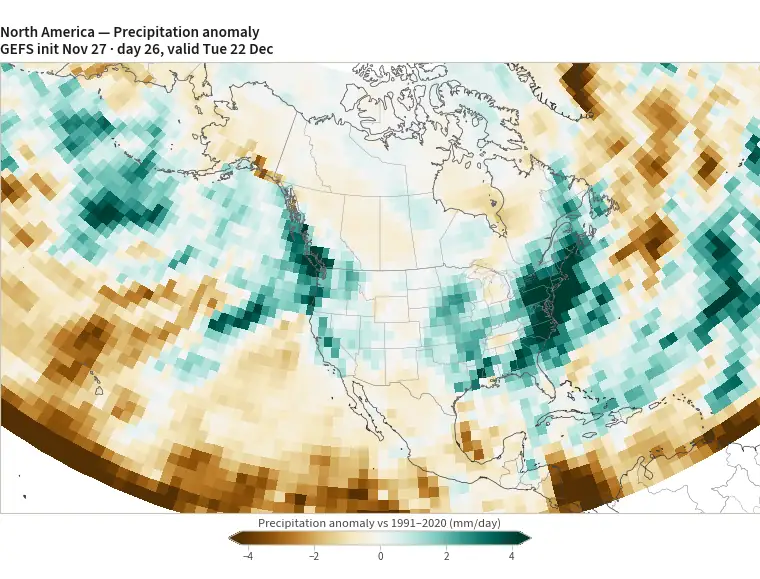 North America — Precipitation anomaly
GEFS init Nov 27 · day 26, valid Tue 22 Dec
Precipitation anomaly vs 1991–2020 (mm/day)
−4 −2 0 2 4